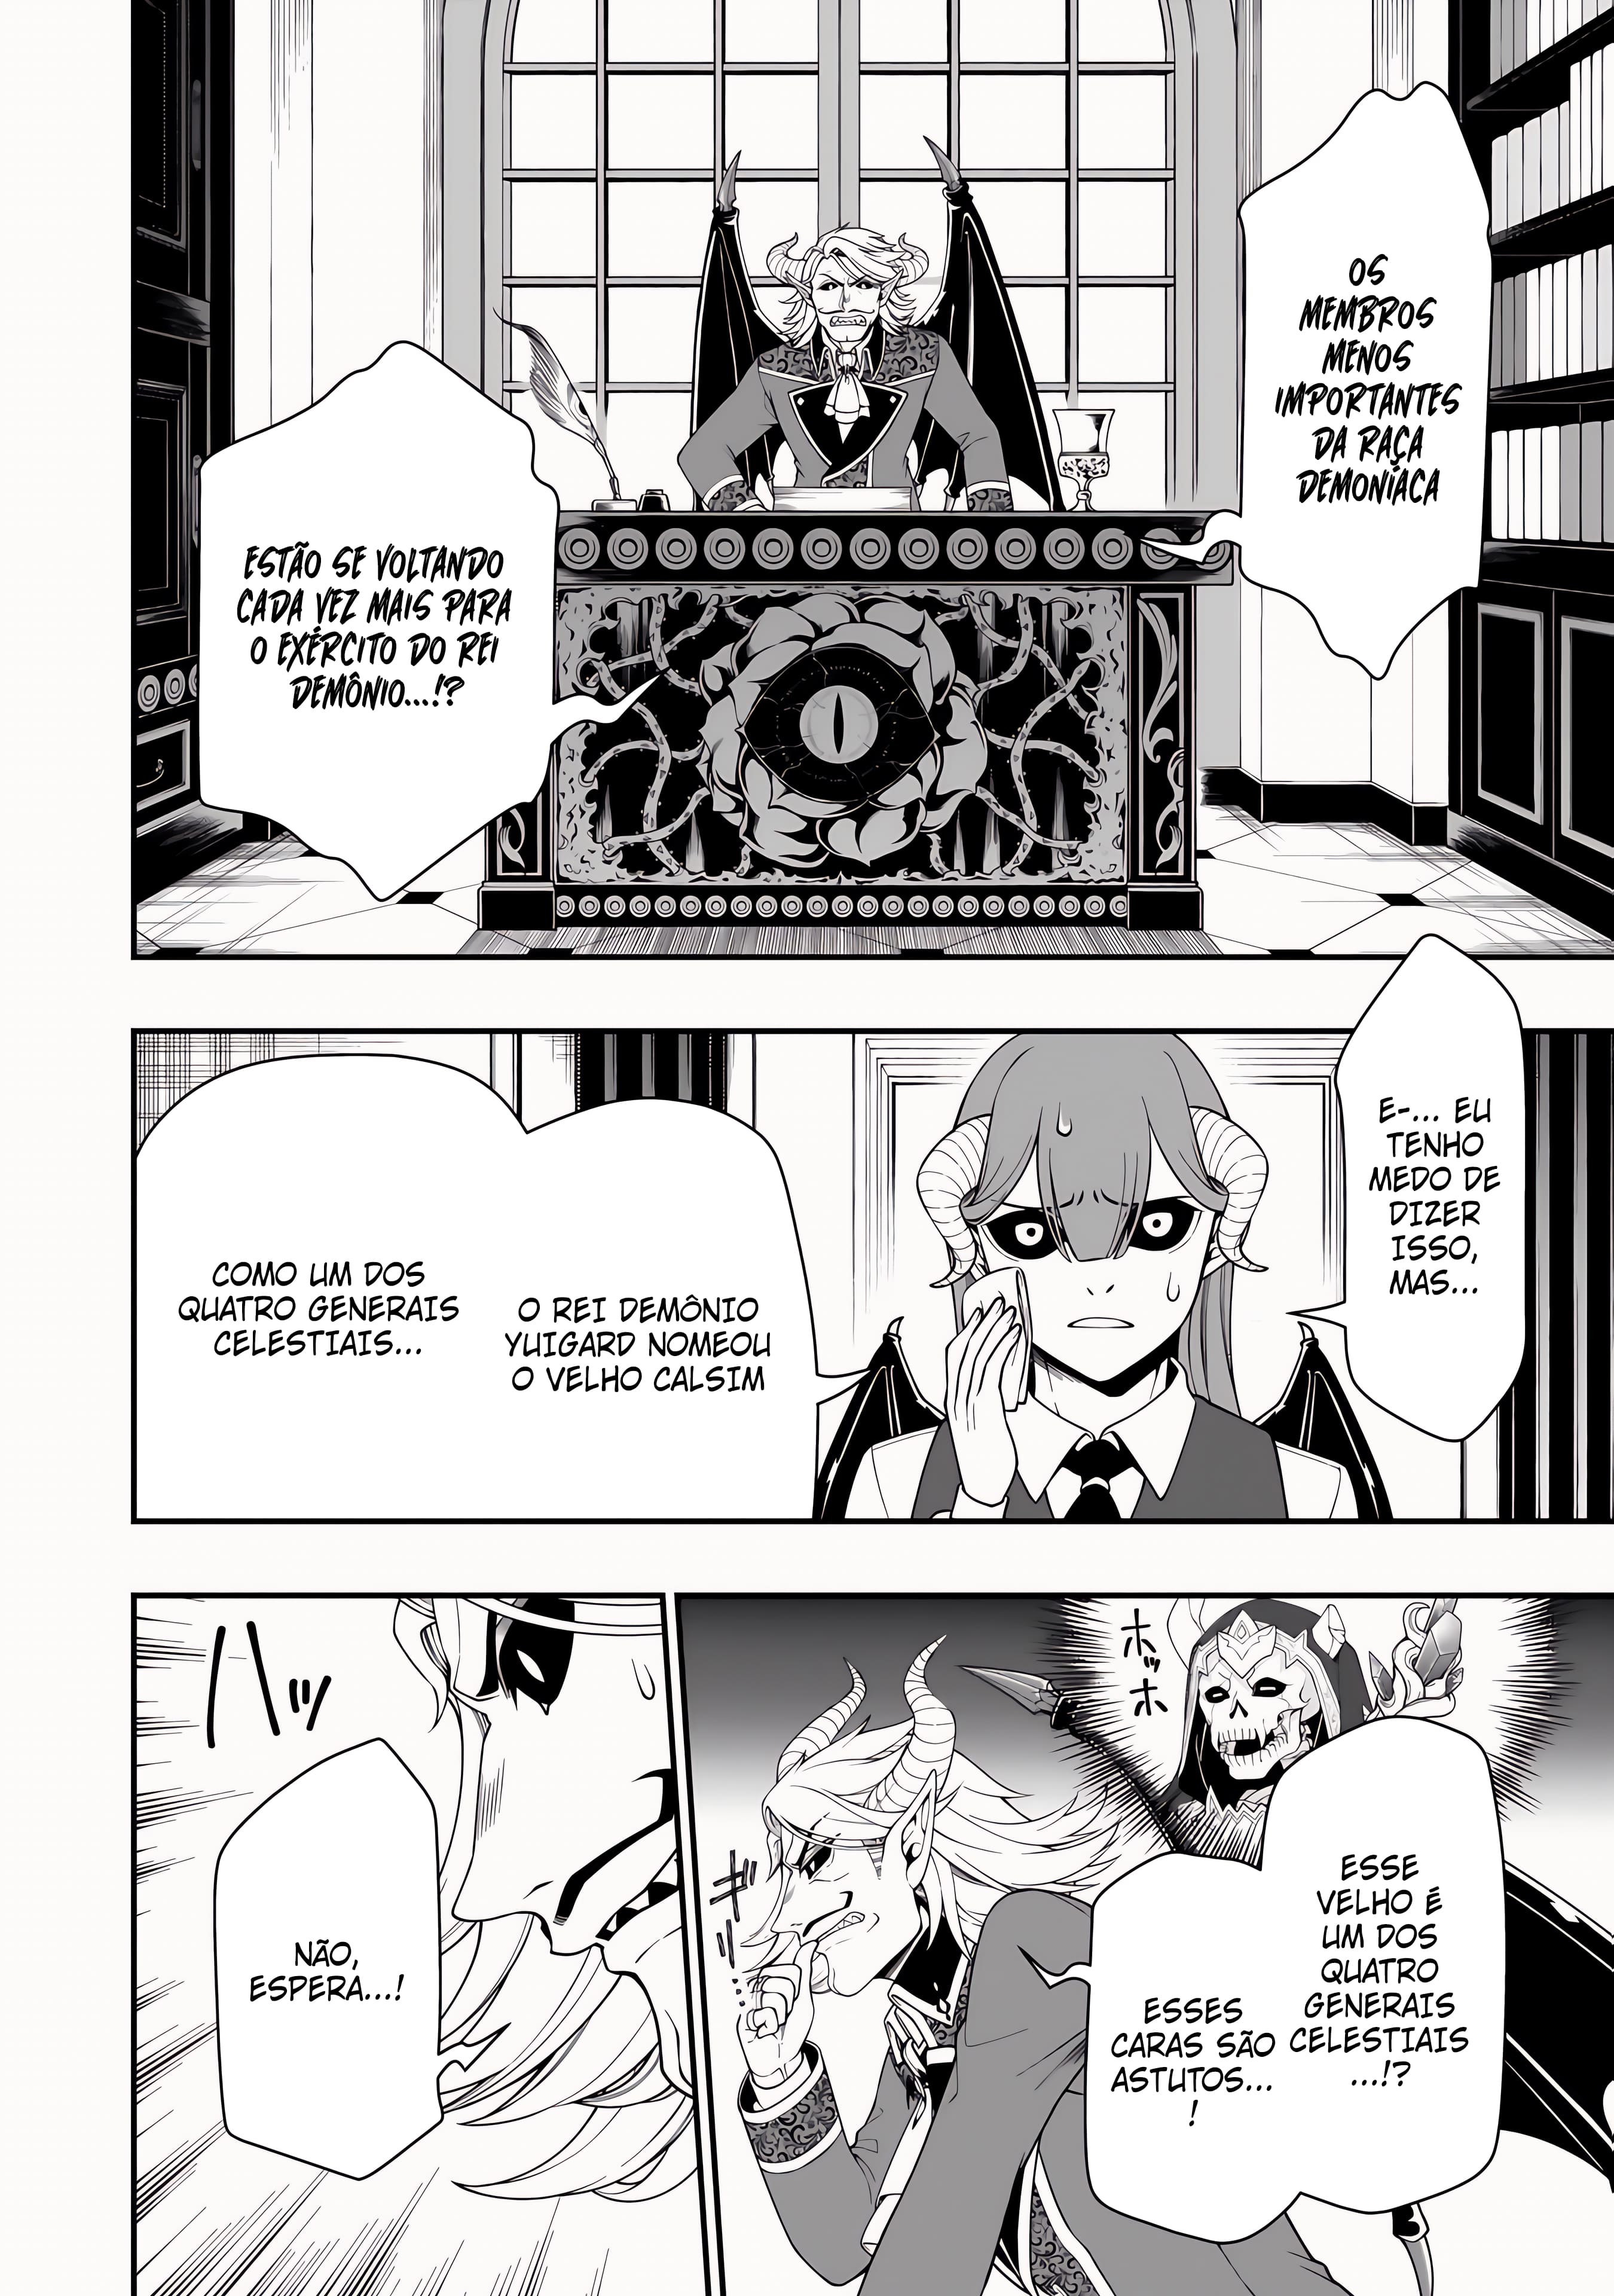 OS
MEMBROS
MENOS
IMPORTANTES
DA RAÇA
DEMONÍACA
ESTÃO SE VOLTANDO
CADA VEZ MAIS PARA
O EXÉRCITO DO REI
DEMÔNIO...!?
E-... EU
TENHO
MEDO DE
DIZER
ISSO,
MAS...
O REI DEMÔNIO
YUIGARD NOMEOU
O VELHO CALSIM
COMO UM DOS
QUATRO GENERAIS
CELESTIAIS...
ホッホ
ESSE
VELHO É
UM DOS
QUATRO
GENERAIS
CELESTIAIS
...!?
ESSES
CARAS SÃO
ASTUTOS...
!
ギリ...
ハッ
NÃO,
ESPERA...!